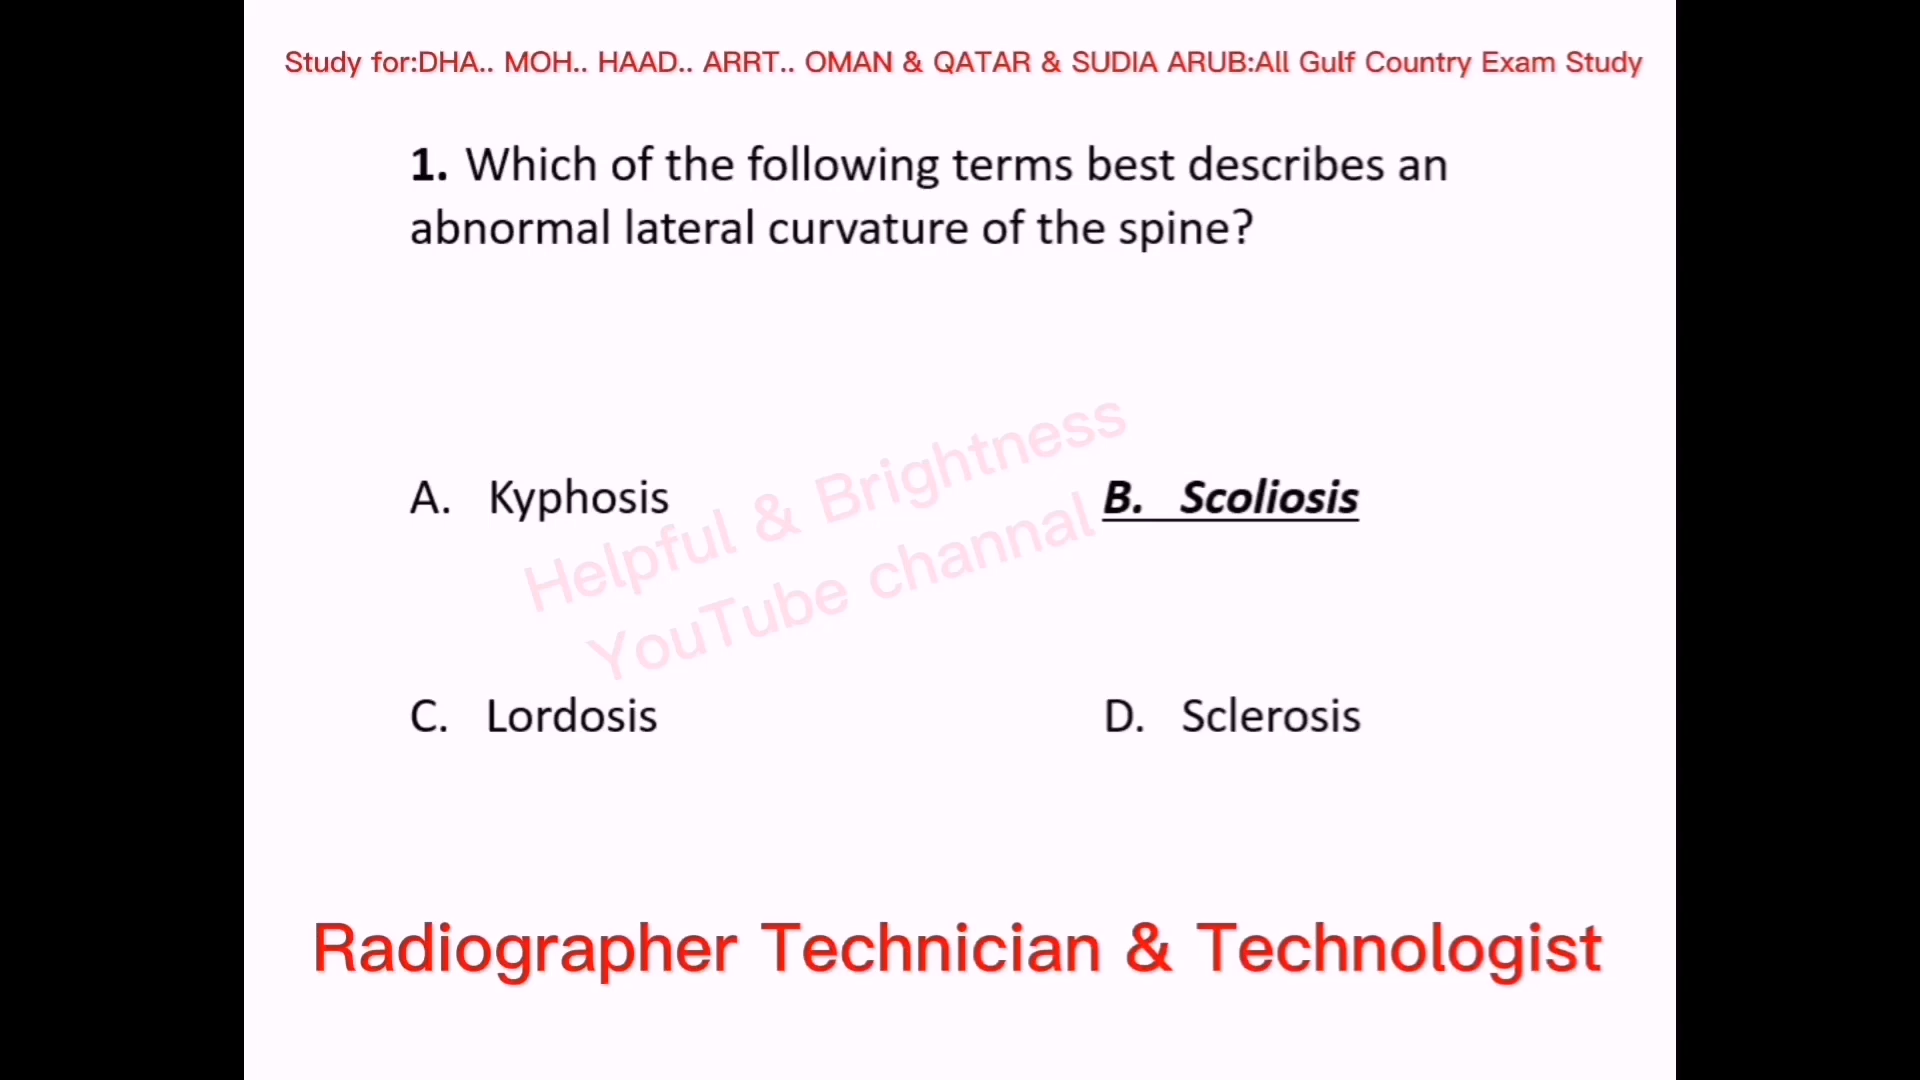 Study for:DHA.. MOH.. HAAD.. ARRT.. OMAN & QATAR & SUDIA ARUB:All Gulf Country Exam Study
1. Which of the following terms best describes an
abnormal lateral curvature of the spine?
A. Kyphosis
B. Scoliosis
Helpful & Brightness
YouTube channal
C. Lordosis
D. Sclerosis
Radiographer Technician & Technologist